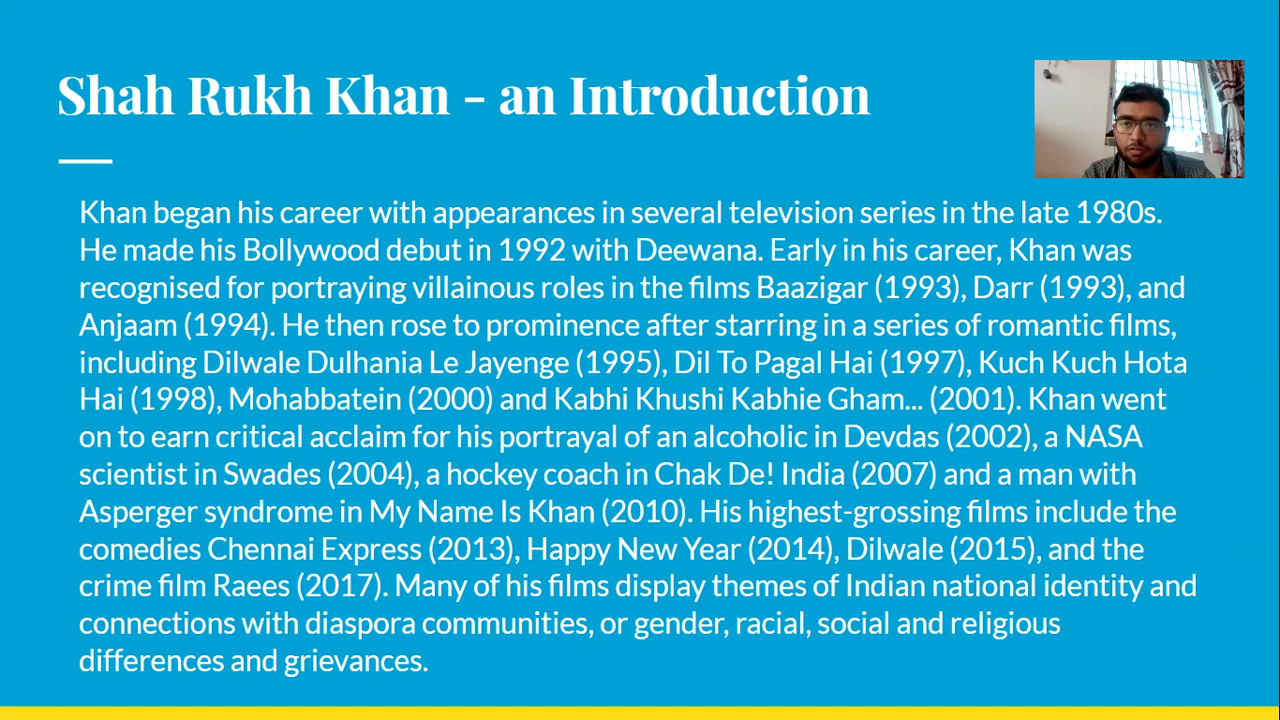 Shah Rukh Khan - an Introduction
Khan began his career with appearances in several television series in the late 1980s.
He made his Bollywood debut in 1992 with Deewana. Early in his career, Khan was
recognised for portraying villainous roles in the films Baazigar (1993), Darr (1993), and
Anjaam (1994). He then rose to prominence after starring in a series of romantic films,
including Dilwale Dulhania Le Jayenge (1995), Dil To Pagal Hai (1997), Kuch Kuch Hota
Hai (1998), Mohabbatein (2000) and Kabhi Khushi Kabhie Gham... (2001). Khan went
on to earn critical acclaim for his portrayal of an alcoholic in Devdas (2002), a NASA
scientist in Swades (2004), a hockey coach in Chak De! India (2007) and a man with
Asperger syndrome in My Name Is Khan (2010). His highest-grossing films include the
comedies Chennai Express (2013), Happy New Year (2014), Dilwale (2015), and the
crime film Raees (2017). Many of his films display themes of Indian national identity and
connections with diaspora communities, or gender, racial, social and religious
differences and grievances.